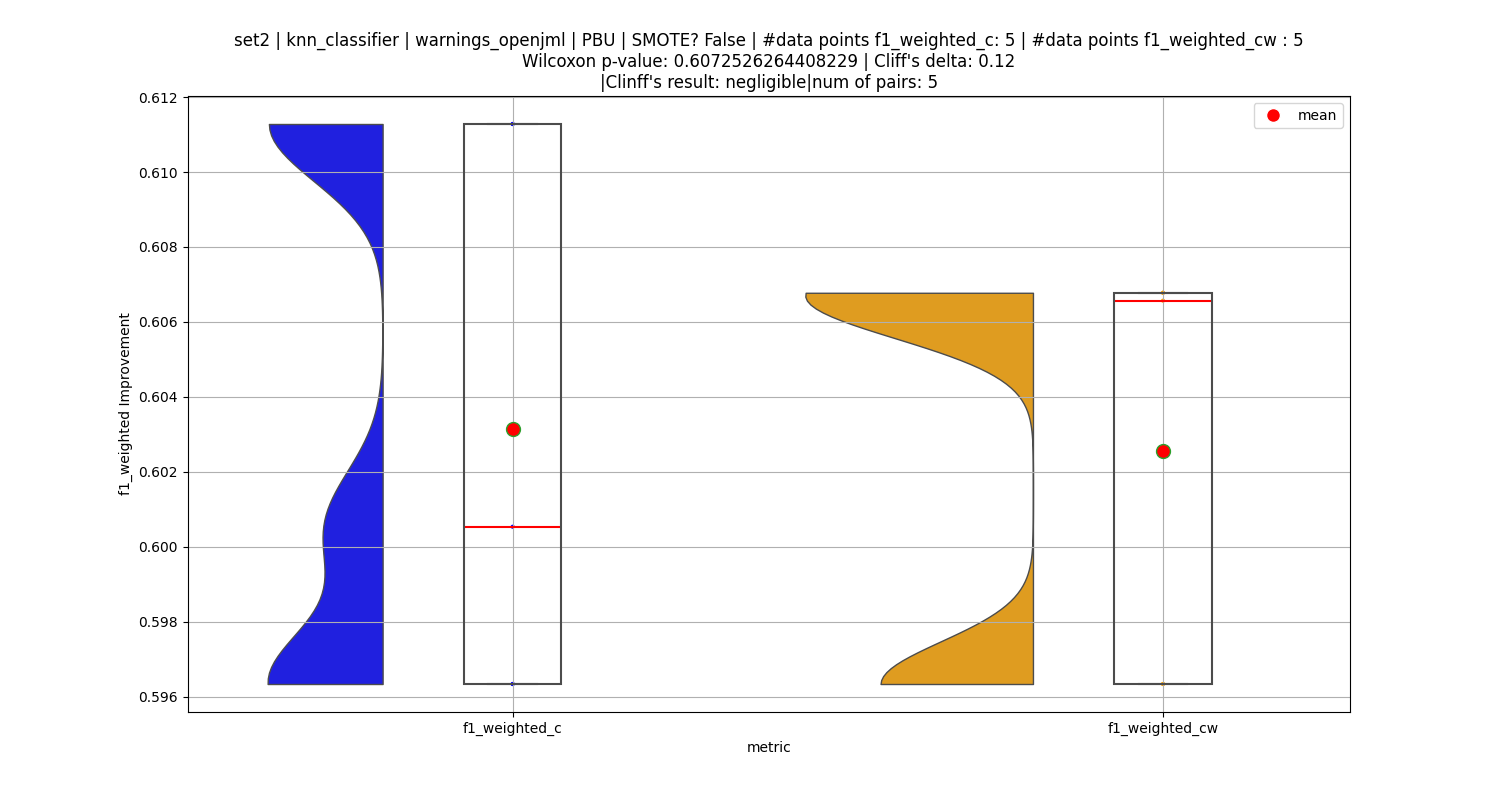 set2 | knn_classifier | warnings_openjml | PBU | SMOTE? False | #data points f1_weighted_c: 5 | #data points f1_weighted_cw : 5
Wilcoxon p-value: 0.6072526264408229 | Cliff's delta: 0.12
|Clinff's result: negligible|num of pairs: 5
0.612
mean
0.610
0.608
0.606
0.604
0.602
0.600
0.598
0.596
f1_weighted Improvement
f1_weighted_c
f1_weighted_cw
metric